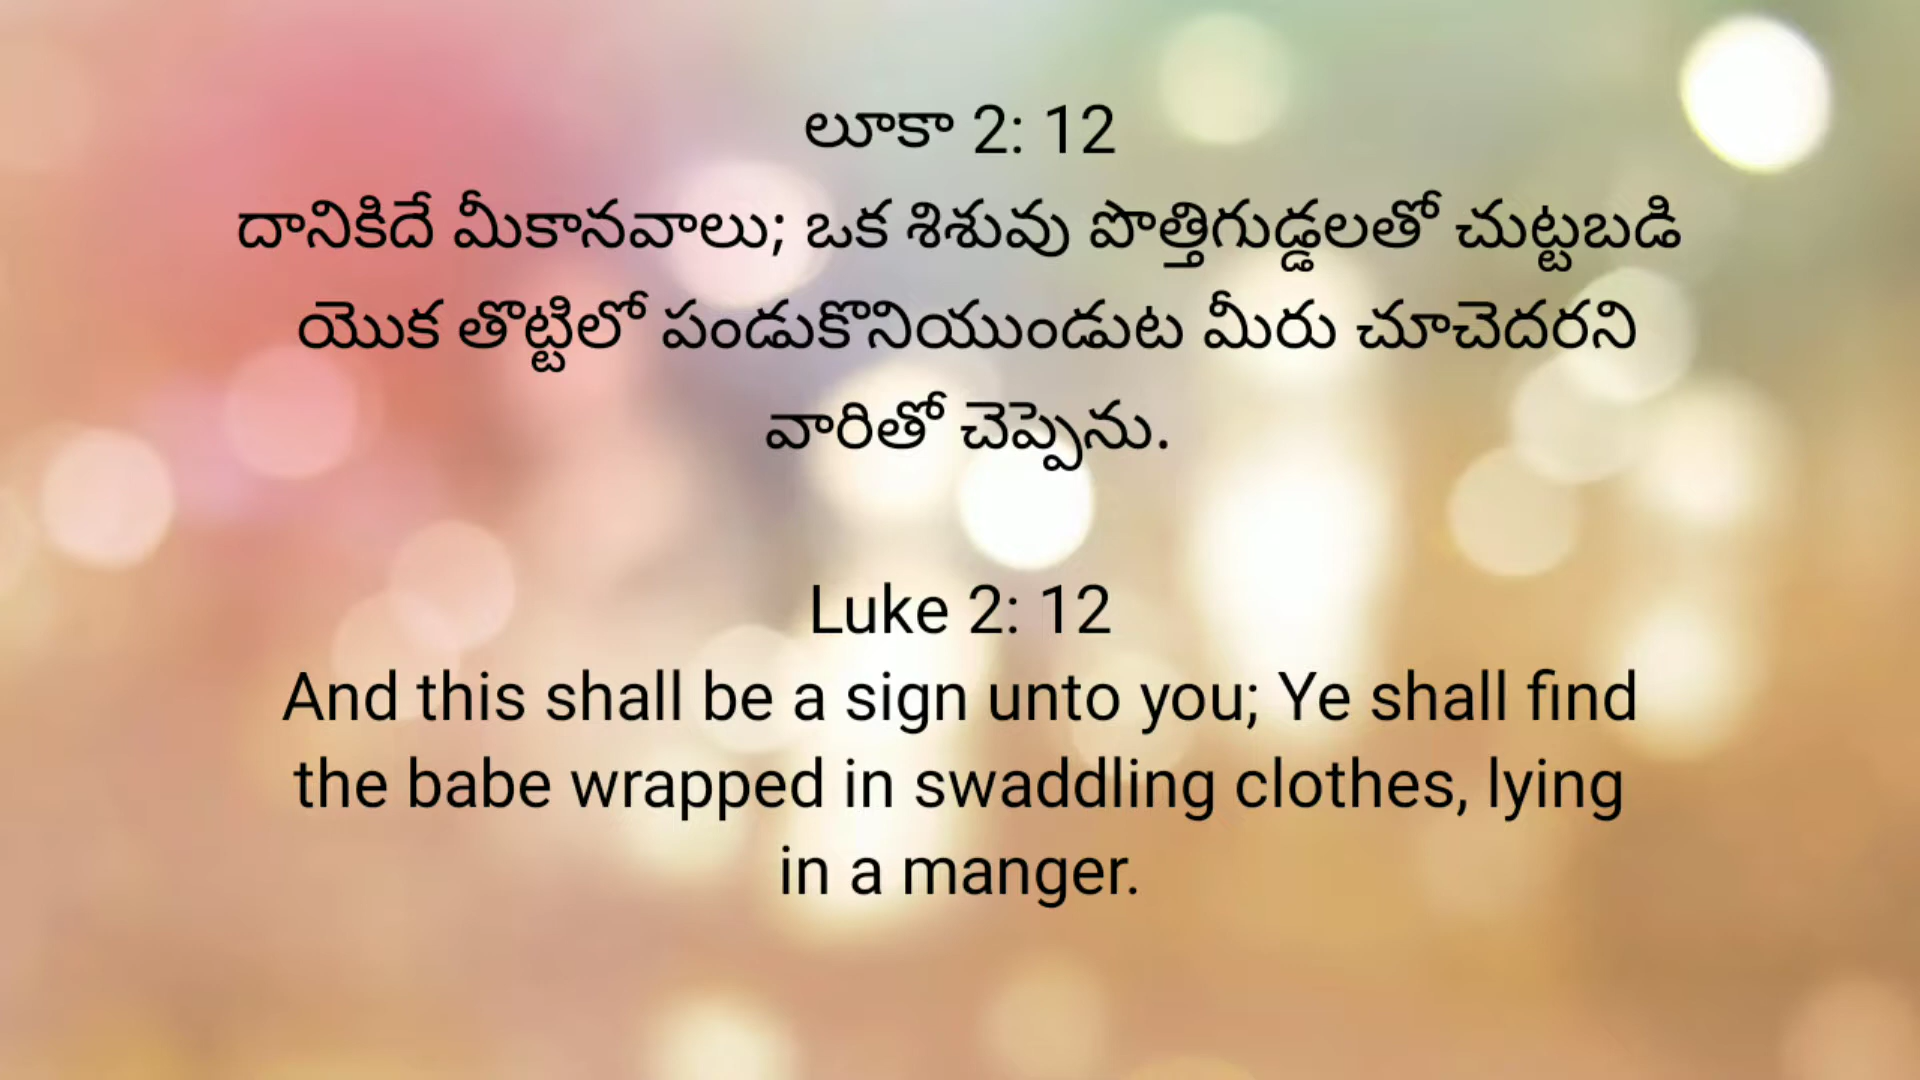 లూకా 2: 12
దానికిదే మీకానవాలు; ఒక శిశువు పొత్తిగుడ్డలతో చుట్టబడి
యొక తొట్టిలో పండుకొనియుండుట మీరు చూచెదరని
వారితో చెప్పెను.
Luke 2: 12
And this shall be a sign unto you; Ye shall find
the babe wrapped in swaddling clothes, lying
in a manger.